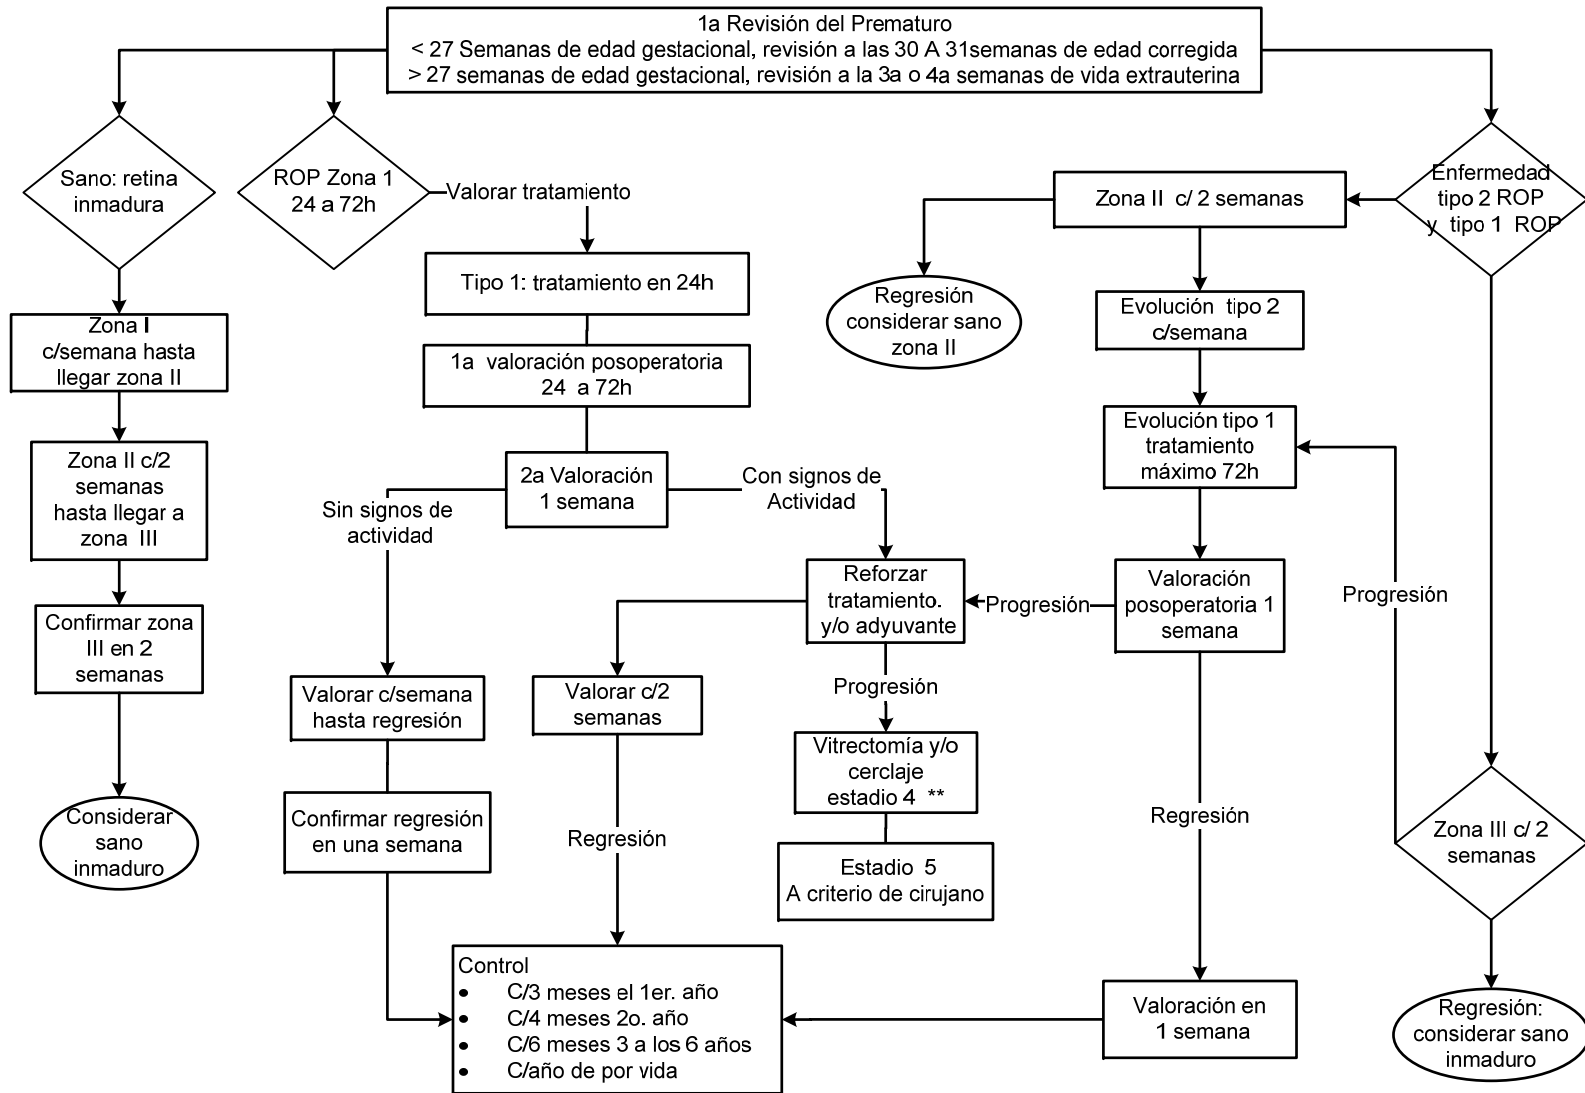 1a Revisión del Prematuro
< 27 Semanas de edad gestacional, revisión a las 30 A 31semanas de edad corregida
> 27 semanas de edad gestacional, revisión a la 3a o 4a semanas de vida extrauterina
Sano: retina
inmadura
ROP Zona 1
24 a 72h
Valorar tratamiento
Zona II c/ 2 semanas
Enfermedad
tipo 2 ROP
y tipo 1 ROP
Tipo 1: tratamiento en 24h
Regresión
considerar sano
zona II
Evolución tipo 2
c/semana
Zona I
c/semana hasta
llegar zona II
1a valoración posoperatoria
24 a 72h
Evolución tipo 1
tratamiento
máximo 72h
Zona II c/2
semanas
hasta llegar a
zona III
2a Valoración
1 semana
Con signos de
Actividad
Sin signos de
actividad
Reforzar
tratamiento.
y/o adyuvante
Progresión
Valoración
posoperatoria 1
semana
Progresión
Confirmar zona
III en 2
semanas
Valorar c/semana
hasta regresión
Valorar c/2
semanas
Progresión
Vitrectomía y/o
cerclaje
estadio 4 **
Considerar
sano
inmaduro
Confirmar regresión
en una semana
Regresión
Regresión
Zona III c/ 2
semanas
Estadio 5
A criterio de cirujano
Control
• C/3 meses el 1er. año
• C/4 meses 2o. año
• C/6 meses 3 a los 6 años
• C/año de por vida
Valoración en
1 semana
Regresión:
considerar sano
inmaduro